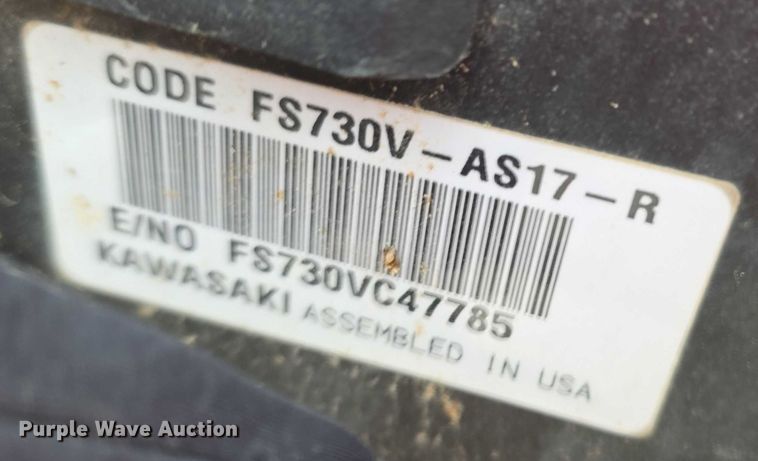 CODE FS730V-AS17-R
E/NO FS730VC47785
KAWASAKI ASSEMBLED IN USA
Purple Wave Auction